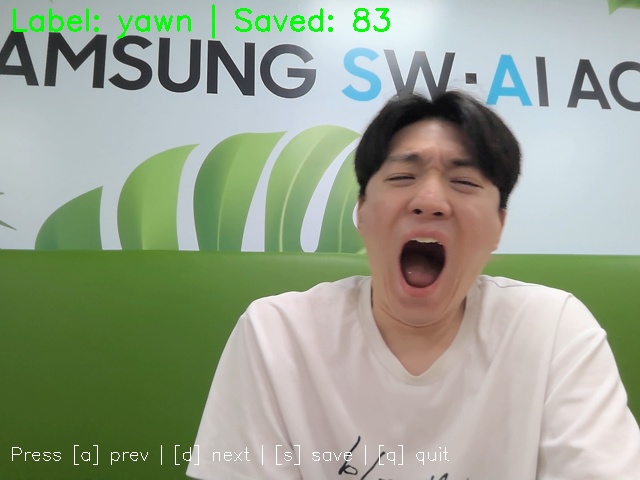 Label: yawn | Saved: 83
AMSUNG SW·AI AC
Press [a] prev | [d] next | [s] save | [q] quit